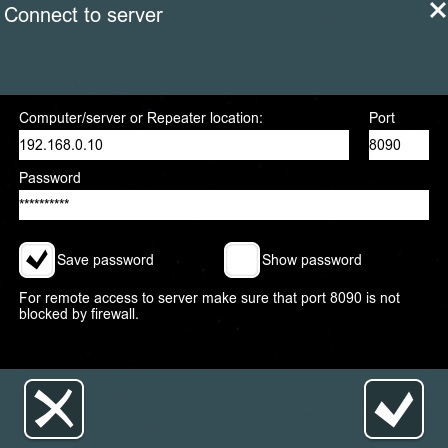 Connect to server
Computer/server or Repeater location:
Port
192.168.0.10
8090
Password
**********
Save password
Show password
For remote access to server make sure that port 8090 is not
blocked by firewall.